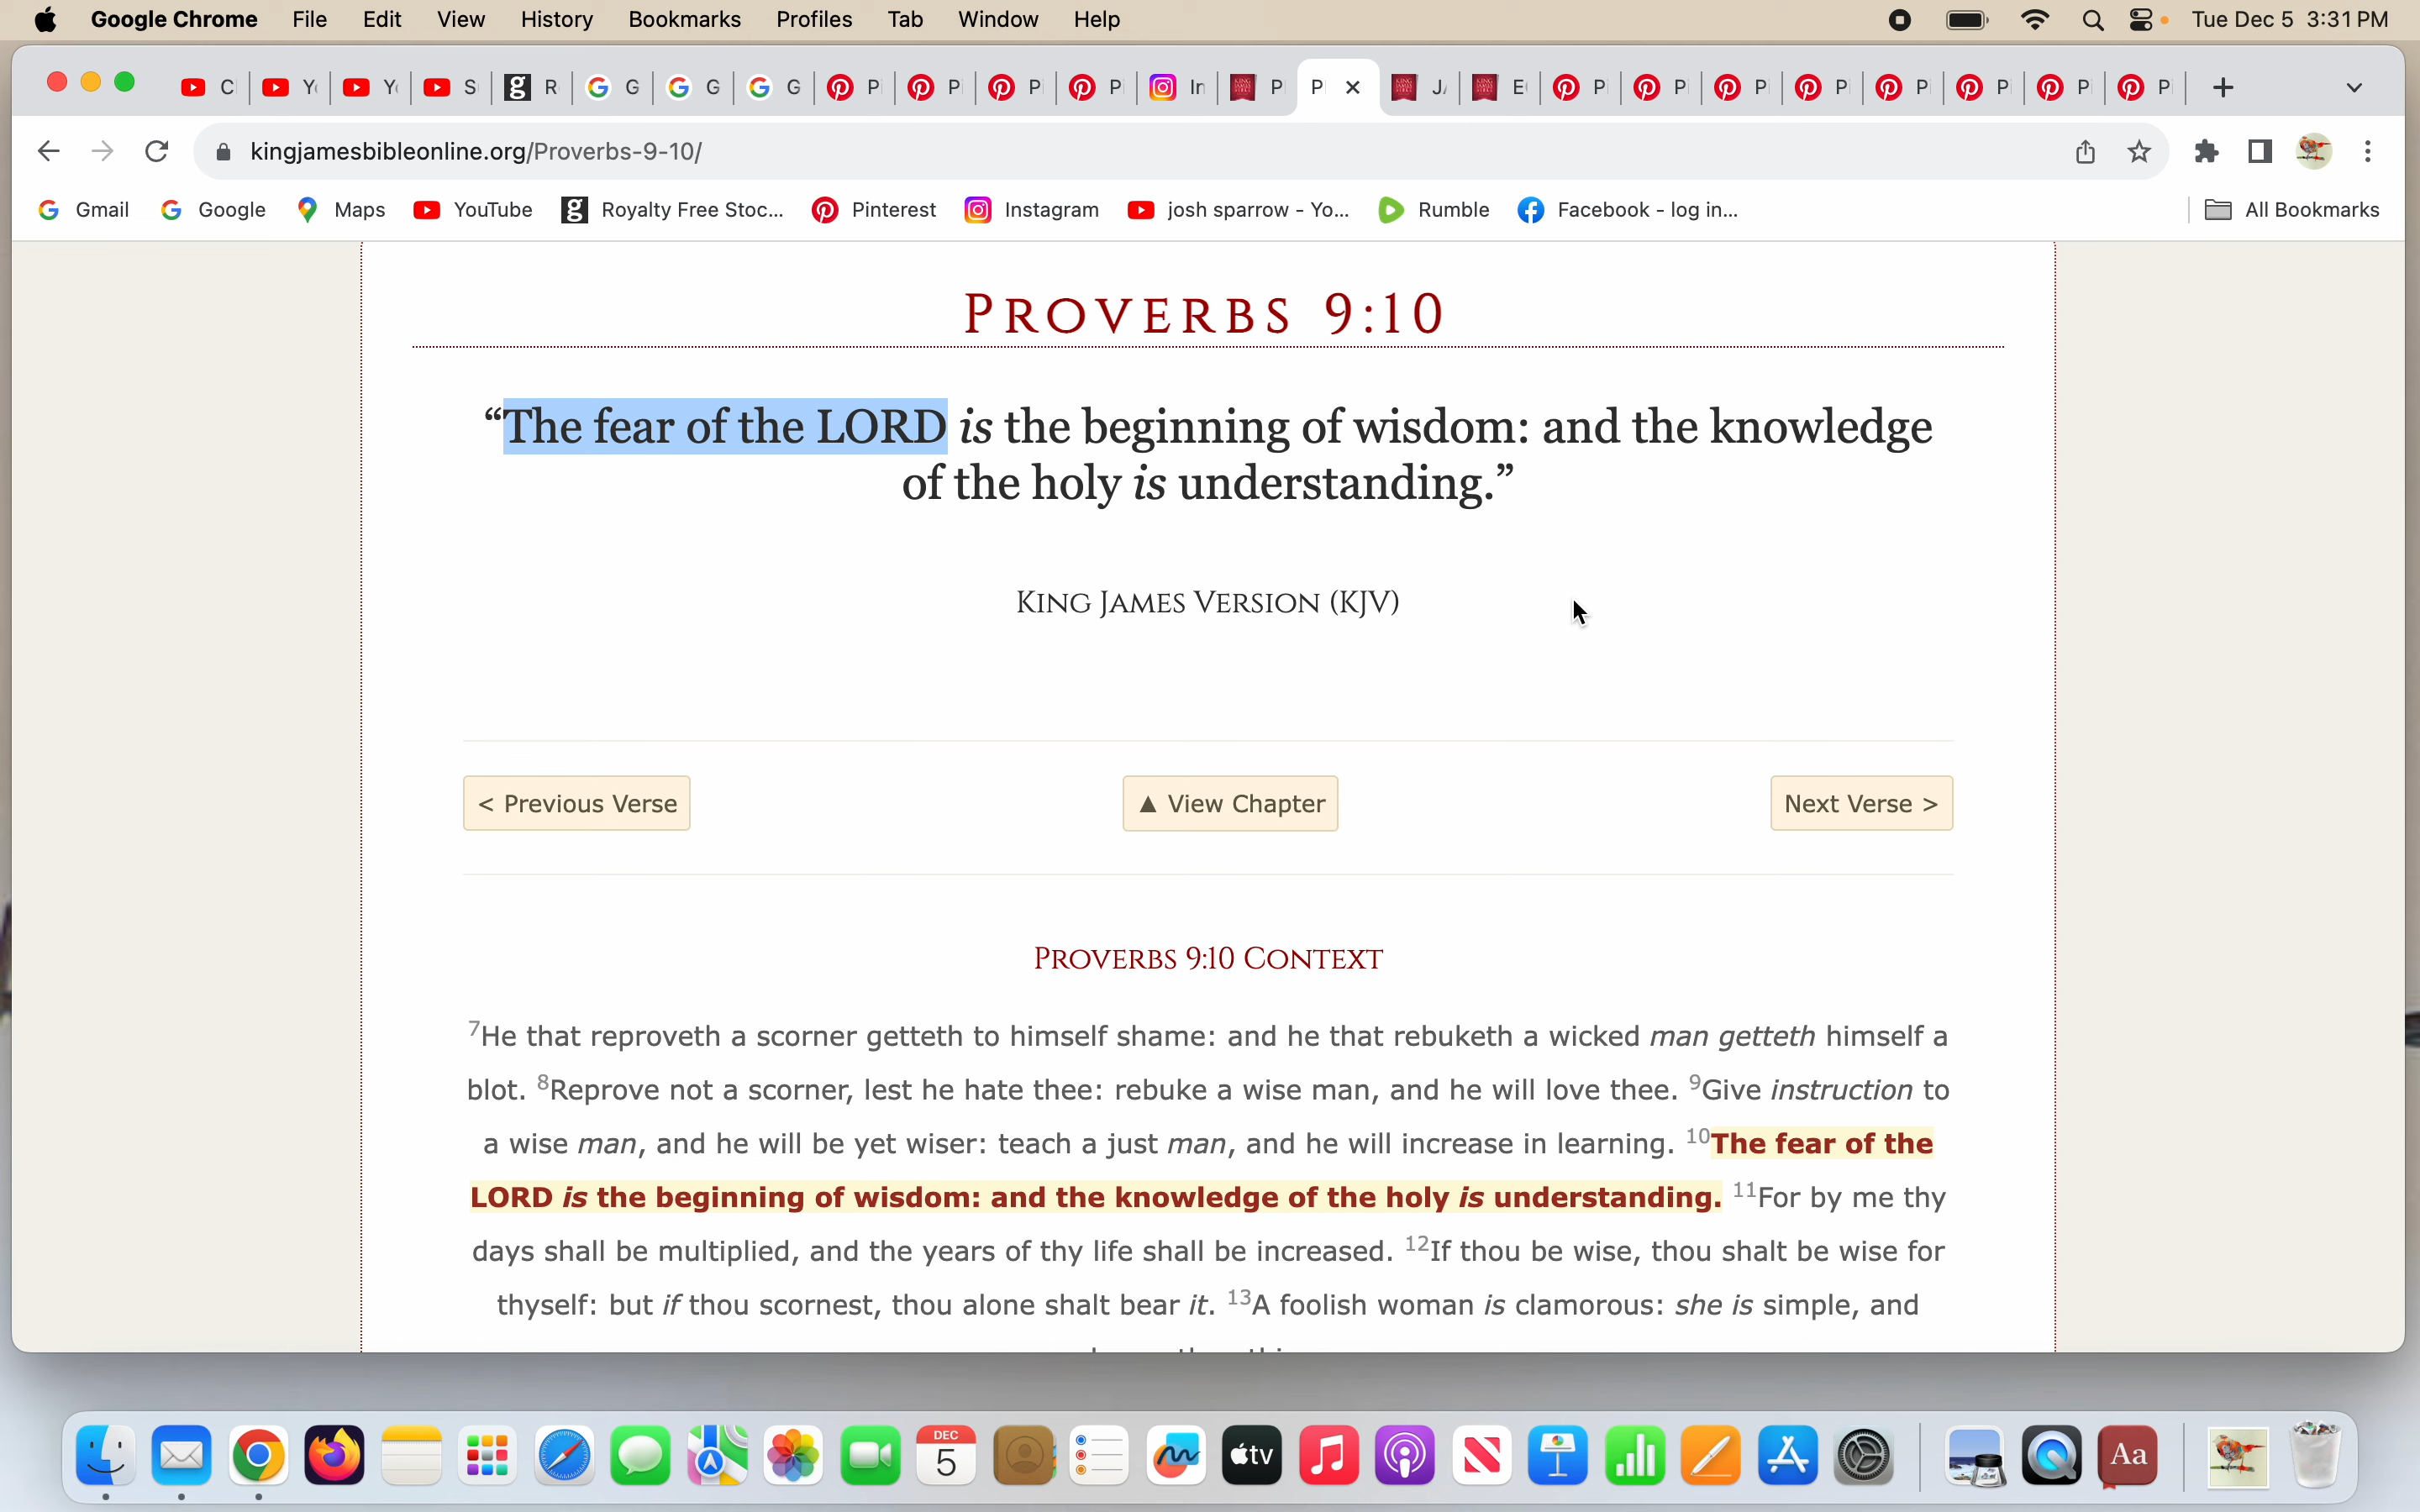 Google Chrome File Edit View History Bookmarks Profiles Tab Window Help Tue Dec 5 3:31 PM
kingjamesbibleonline.org/Proverbs-9-10/
Gmail Google Maps YouTube Royalty Free Stoc... Pinterest Instagram josh sparrow - Yo... Rumble Facebook - log in... All Bookmarks
PROVERBS 9:10
“The fear of the LORD is the beginning of wisdom: and the knowledge
of the holy is understanding.”
KING JAMES VERSION (KJV)
< Previous Verse ▲ View Chapter Next Verse >
PROVERBS 9:10 CONTEXT
7He that reproveth a scorner getteth to himself shame: and he that rebuketh a wicked man getteth himself a
blot. 8Reprove not a scorner, lest he hate thee: rebuke a wise man, and he will love thee. 9Give instruction to
a wise man, and he will be yet wiser: teach a just man, and he will increase in learning. 10The fear of the
LORD is the beginning of wisdom: and the knowledge of the holy is understanding. 11For by me thy
days shall be multiplied, and the years of thy life shall be increased. 12If thou be wise, thou shalt be wise for
thyself: but if thou scornest, thou alone shalt bear it. 13A foolish woman is clamorous: she is simple, and
DEC
5
tv
Aa